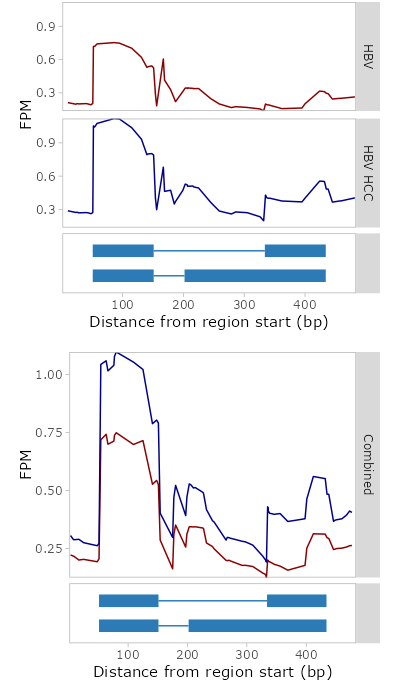 0.9
0.6
0.3
HBV
FPM
0.9
0.6
0.3
HBV HCC
100 200 300 400
Distance from region start (bp)
1.00
0.75
0.50
0.25
FPM
Combined
100 200 300 400
Distance from region start (bp)